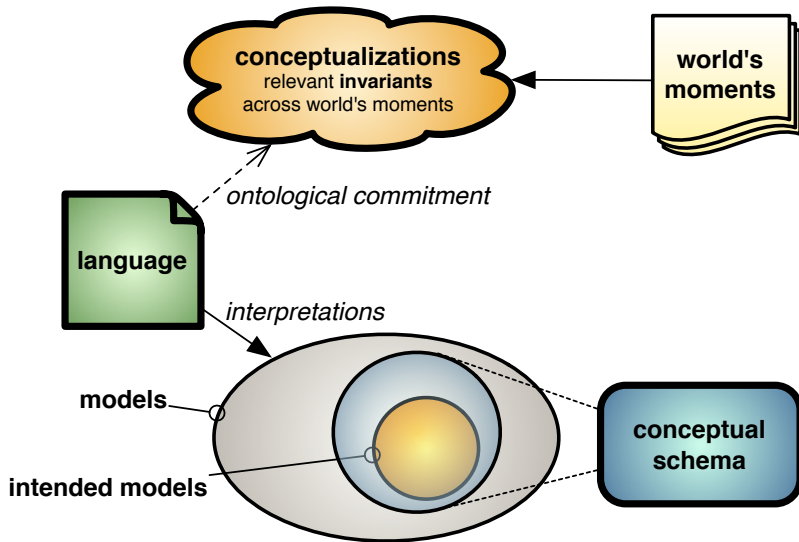 conceptualizations
relevant invariants
across world's moments
world's
moments
ontological commitment
language
interpretations
models
intended models
conceptual
schema